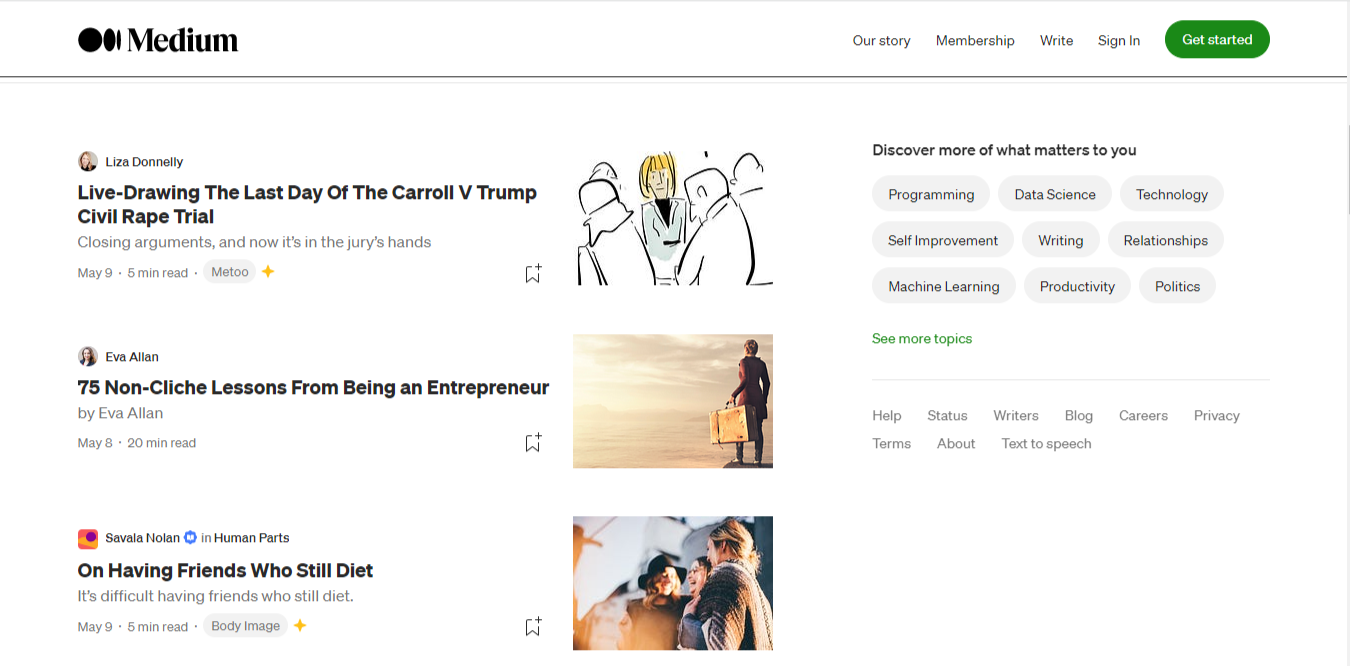 Medium
Our story Membership Write Sign In Get started
Liza Donnelly
Live-Drawing The Last Day Of The Carroll V Trump
Civil Rape Trial
Closing arguments, and now it’s in the jury’s hands
May 9 · 5 min read · Metoo
Eva Allan
75 Non-Cliche Lessons From Being an Entrepreneur
by Eva Allan
May 8 · 20 min read
Savala Nolan in Human Parts
On Having Friends Who Still Diet
It’s difficult having friends who still diet.
May 9 · 5 min read · Body Image
Discover more of what matters to you
Programming Data Science Technology
Self Improvement Writing Relationships
Machine Learning Productivity Politics
See more topics
Help Status Writers Blog Careers Privacy
Terms About Text to speech